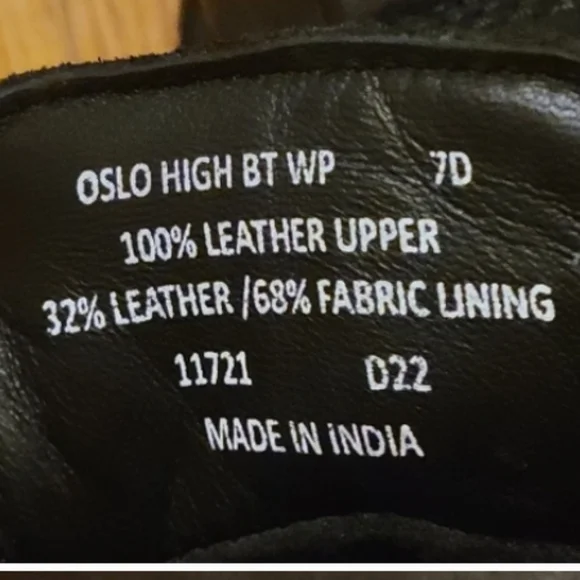 OSLO HIGH BT WP 7D
100% LEATHER UPPER
32% LEATHER /68% FABRIC LINING
11721 D22
MADE IN INDIA